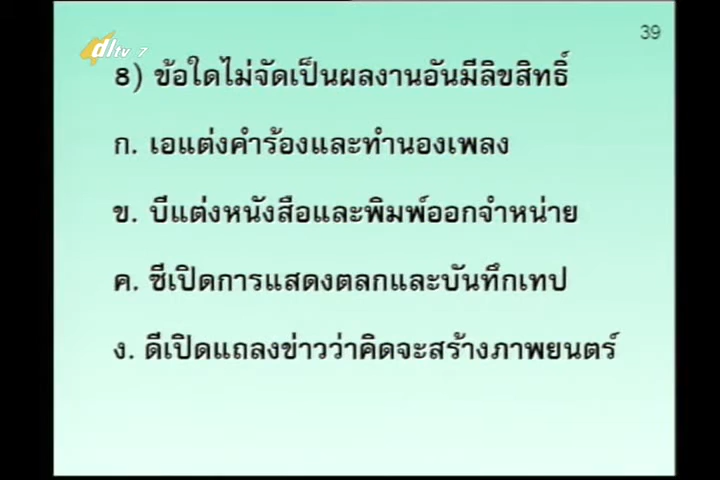 39
dltv 7
8) ข้อใดไม่จัดเป็นผลงานอันมีลิขสิทธิ์
ก. เอแต่งคำร้องและทำนองเพลง
ข. บีแต่งหนังสือและพิมพ์ออกจำหน่าย
ค. ซีเปิดการแสดงตลกและบันทึกเทป
ง. ดีเปิดแถลงข่าวว่าคิดจะสร้างภาพยนตร์